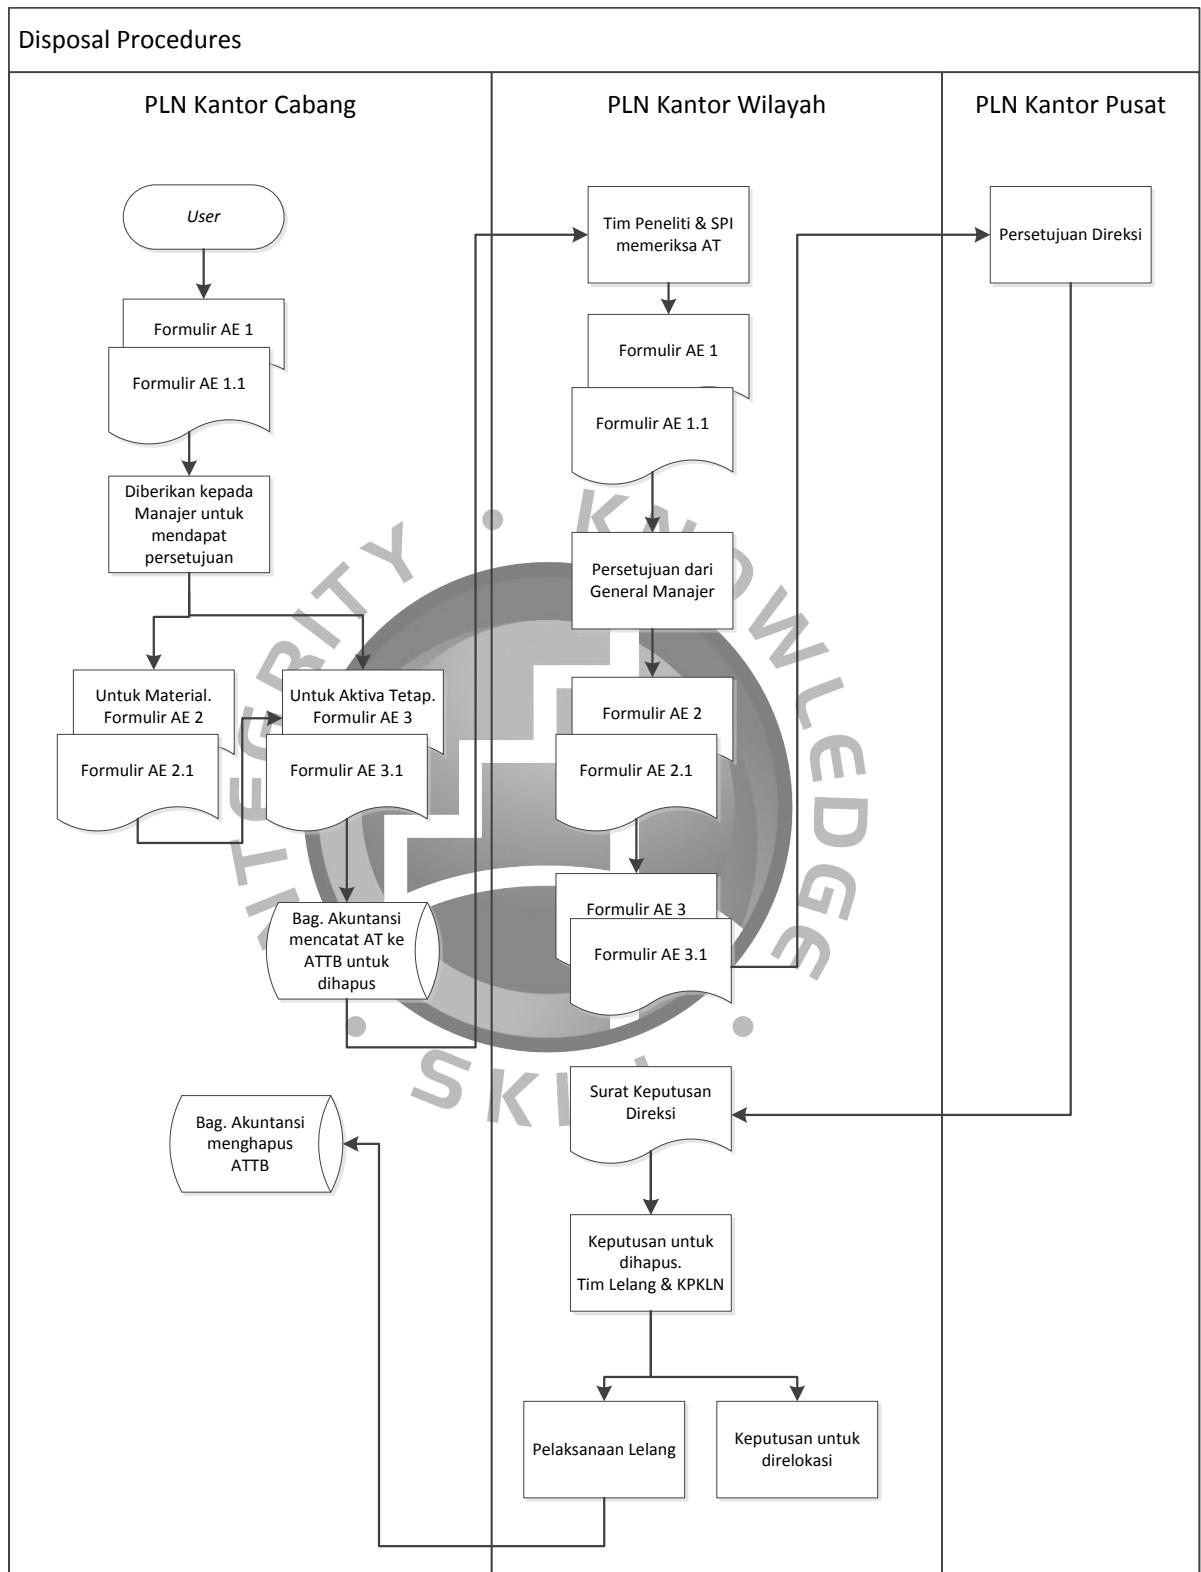 Disposal Procedures
PLN Kantor Cabang
PLN Kantor Wilayah
PLN Kantor Pusat
User
Formulir AE 1
Formulir AE 1.1
Diberikan kepada
Manajer untuk
mendapat
persetujuan
Untuk Material.
Formulir AE 2
Formulir AE 2.1
Untuk Aktiva Tetap.
Formulir AE 3
Formulir AE 3.1
Bag. Akuntansi
mencatat AT ke
ATTB untuk
dihapus
Bag. Akuntansi
menghapus
ATTB
Tim Peneliti & SPI
memeriksa AT
Formulir AE 1
Formulir AE 1.1
Persetujuan dari
General Manajer
Formulir AE 2
Formulir AE 2.1
Formulir AE 3
Formulir AE 3.1
Surat Keputusan
Direksi
Keputusan untuk
dihapus.
Tim Lelang & KPKLN
Pelaksanaan Lelang
Keputusan untuk
direlokasi
Persetujuan Direksi
KNOWLEDGE